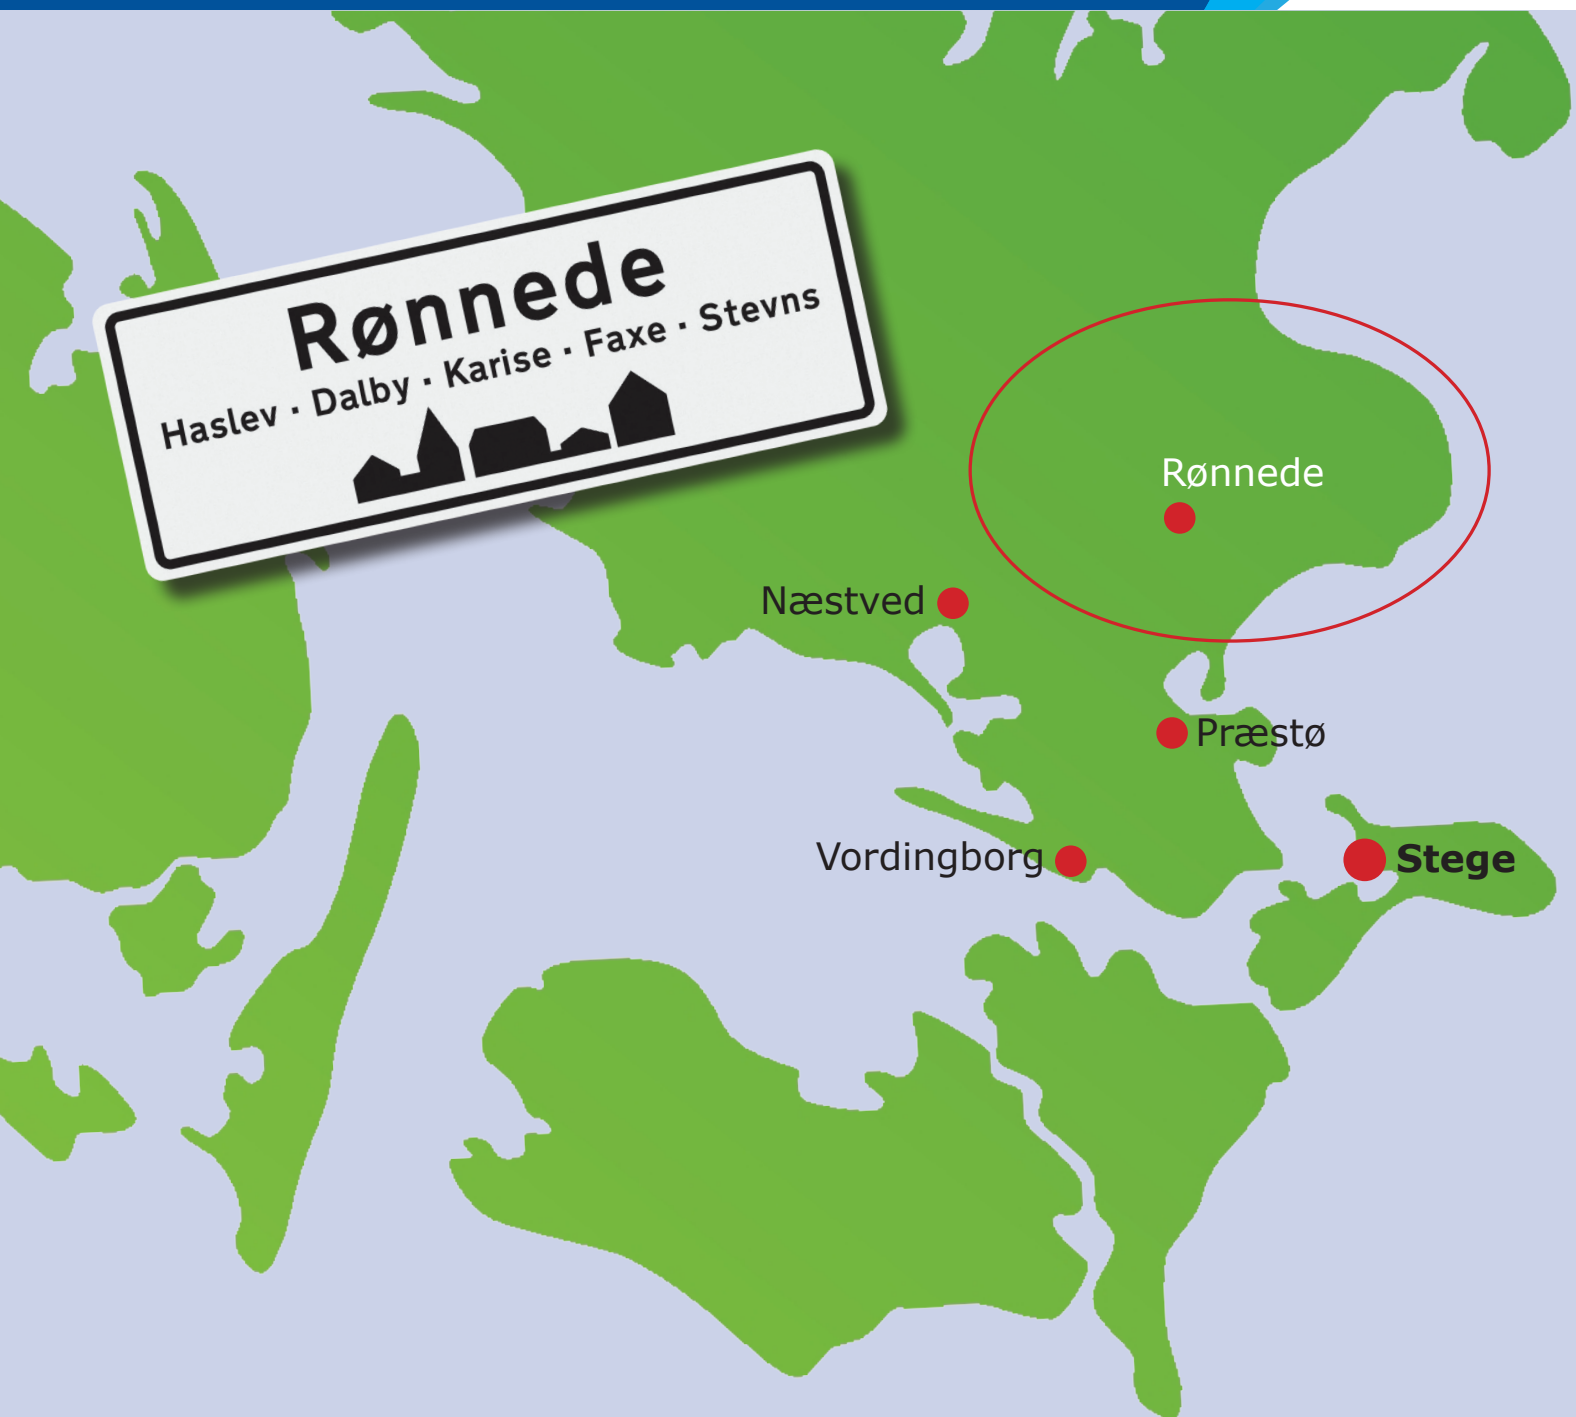 Rønnede
Haslev · Dalby · Karise · Faxe · Stevns
Rønnede
Næstved
Præstø
Vordingborg
Stege